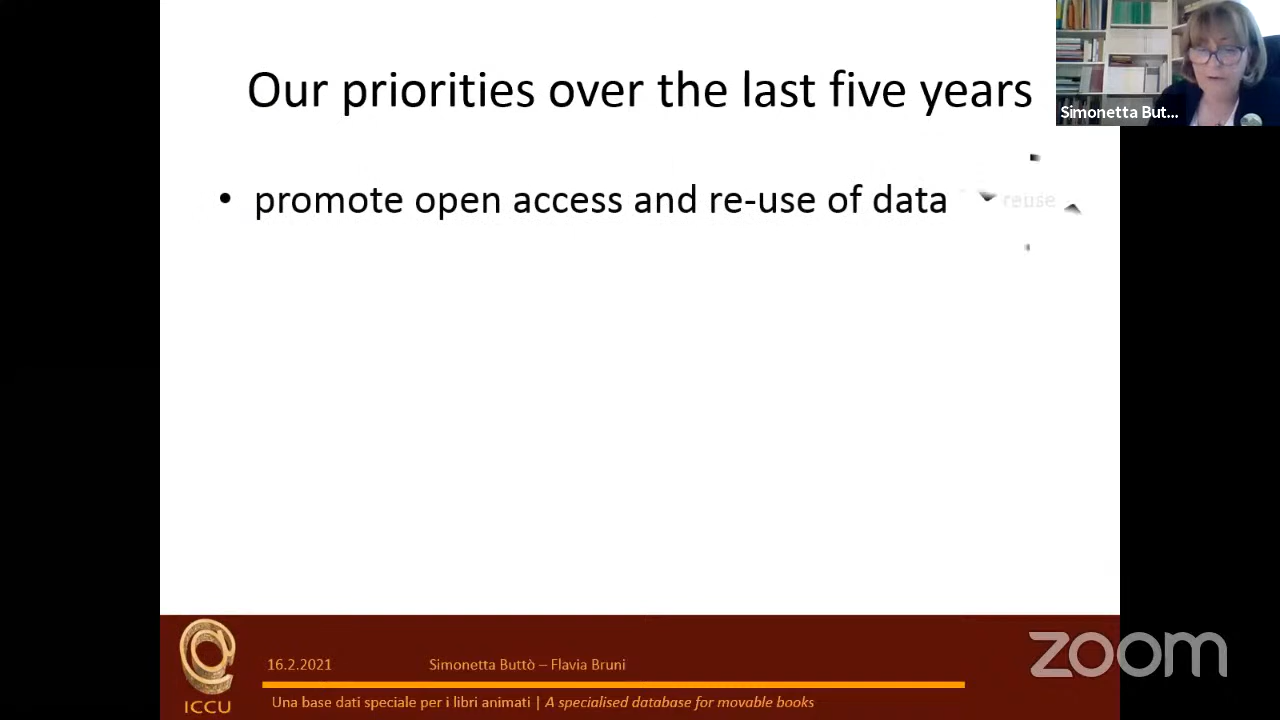 Our priorities over the last five years
Simonetta But...
• promote open access and re-use of data
reuse
16.2.2021
Simonetta Buttò – Flavia Bruni
ICCU
Una base dati speciale per i libri animati | A specialised database for movable books
zoom